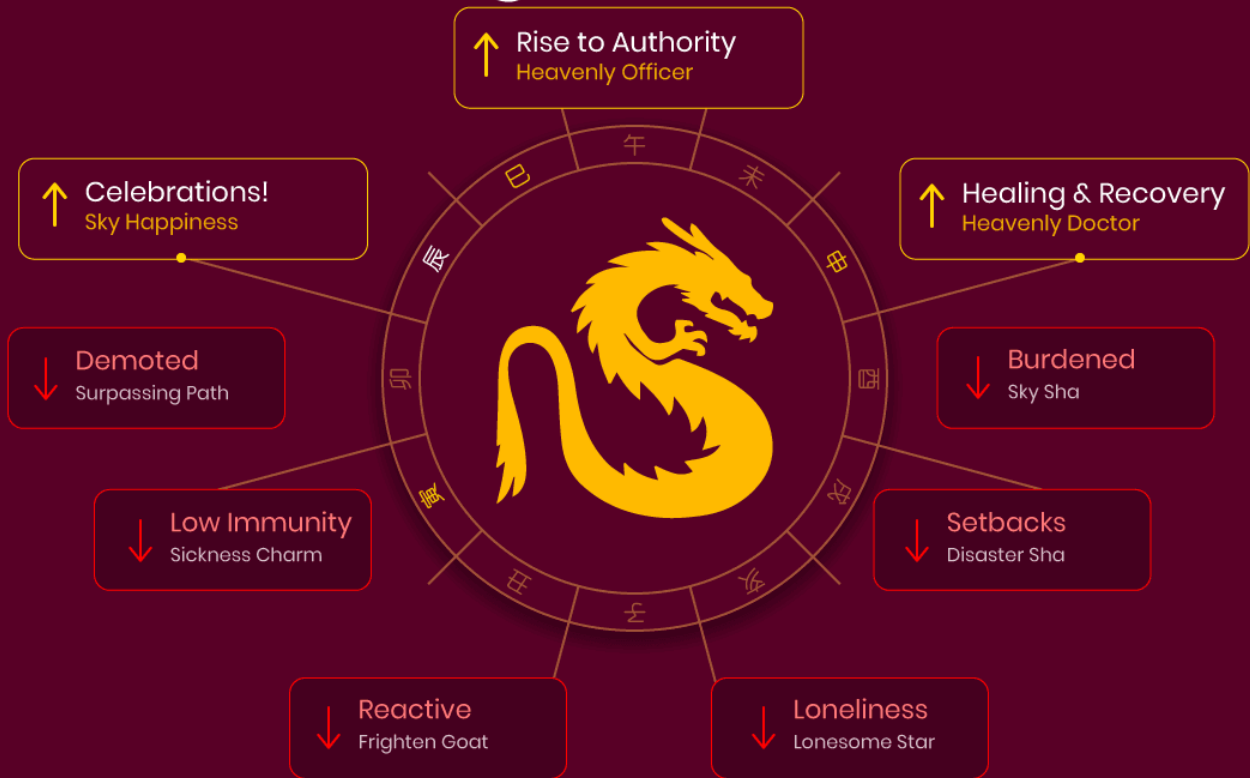 Rise to Authority
Heavenly Officer
Celebrations!
Sky Happiness
Healing & Recovery
Heavenly Doctor
Demoted
Surpassing Path
Burdened
Sky Sha
Low Immunity
Sickness Charm
Setbacks
Disaster Sha
Reactive
Frighten Goat
Loneliness
Lonesome Star
午
未
申
酉
戌
亥
子
丑
寅
卯
辰
巳